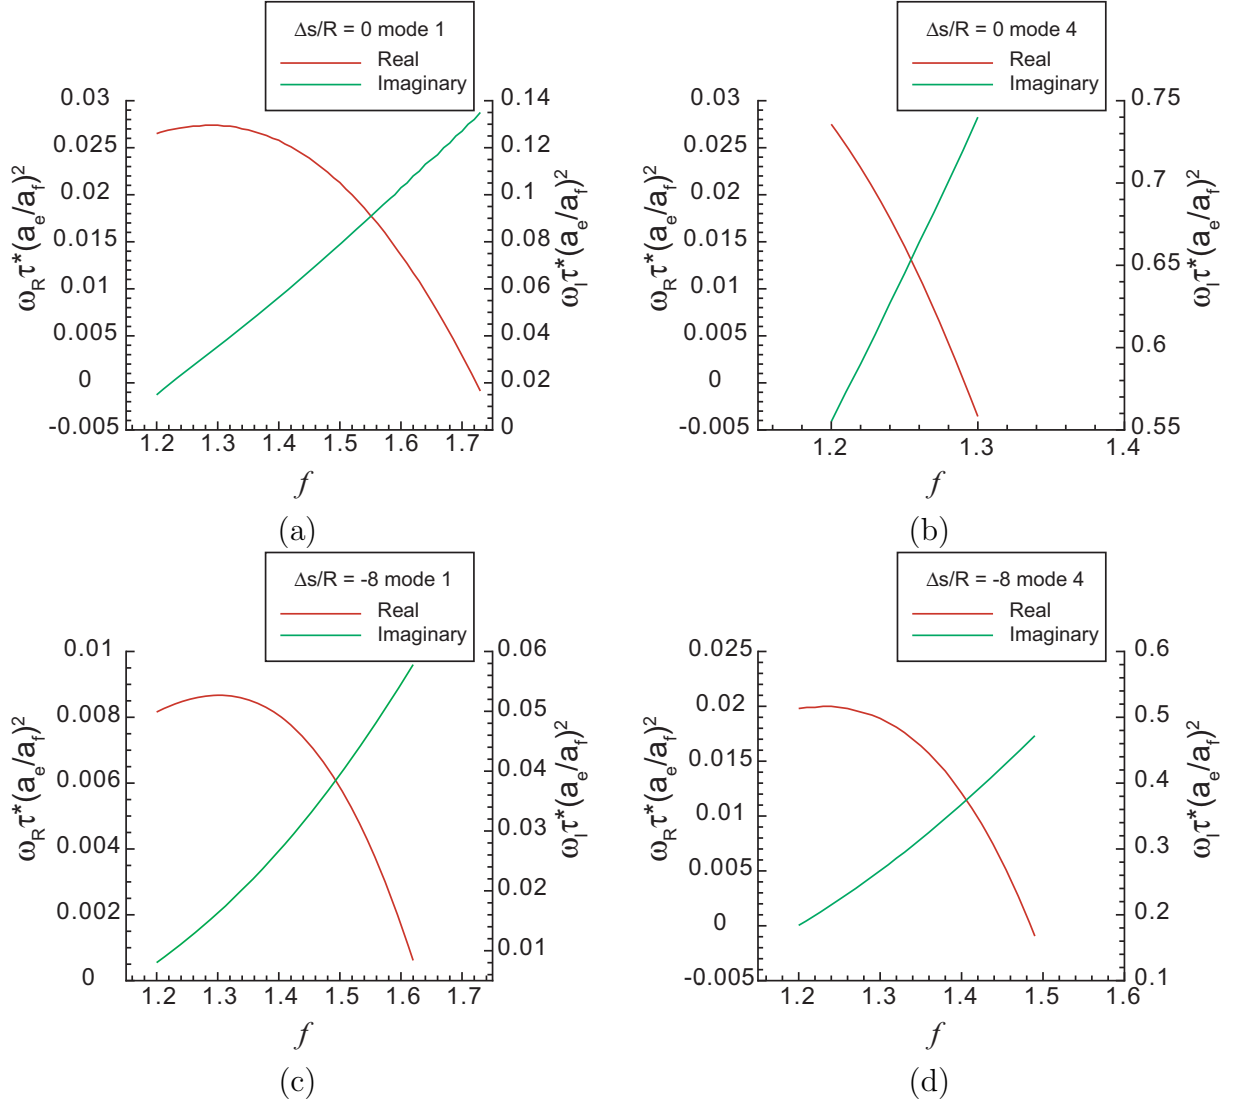 Δs/R = 0 mode 1
Real
Imaginary
0.03
0.025
0.02
0.015
0.01
0.005
0
-0.005
ω_R τ*(a_e/a_f)²
0.14
0.12
0.1
0.08
0.06
0.04
0.02
0
ω_I τ*(a_e/a_f)²
1.2 1.3 1.4 1.5 1.6 1.7
f
(a)
Δs/R = 0 mode 4
Real
Imaginary
0.03
0.025
0.02
0.015
0.01
0.005
0
-0.005
ω_R τ*(a_e/a_f)²
0.75
0.7
0.65
0.6
0.55
ω_I τ*(a_e/a_f)²
1.2 1.3 1.4
f
(b)
Δs/R = -8 mode 1
Real
Imaginary
0.01
0.008
0.006
0.004
0.002
0
ω_R τ*(a_e/a_f)²
0.06
0.05
0.04
0.03
0.02
0.01
ω_I τ*(a_e/a_f)²
1.2 1.3 1.4 1.5 1.6 1.7
f
(c)
Δs/R = -8 mode 4
Real
Imaginary
0.025
0.02
0.015
0.01
0.005
0
-0.005
ω_R τ*(a_e/a_f)²
0.6
0.5
0.4
0.3
0.2
0.1
ω_I τ*(a_e/a_f)²
1.2 1.3 1.4 1.5 1.6
f
(d)